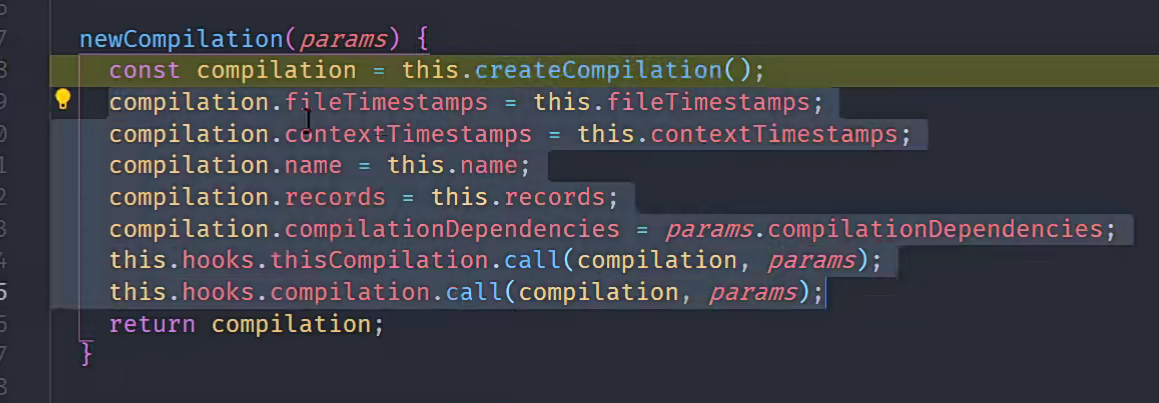 newCompilation(params) {
const compilation = this.createCompilation();
compilation.fileTimestamps = this.fileTimestamps;
compilation.contextTimestamps = this.contextTimestamps;
compilation.name = this.name;
compilation.records = this.records;
compilation.compilationDependencies = params.compilationDependencies;
this.hooks.thisCompilation.call(compilation, params);
this.hooks.compilation.call(compilation, params);
return compilation;
}